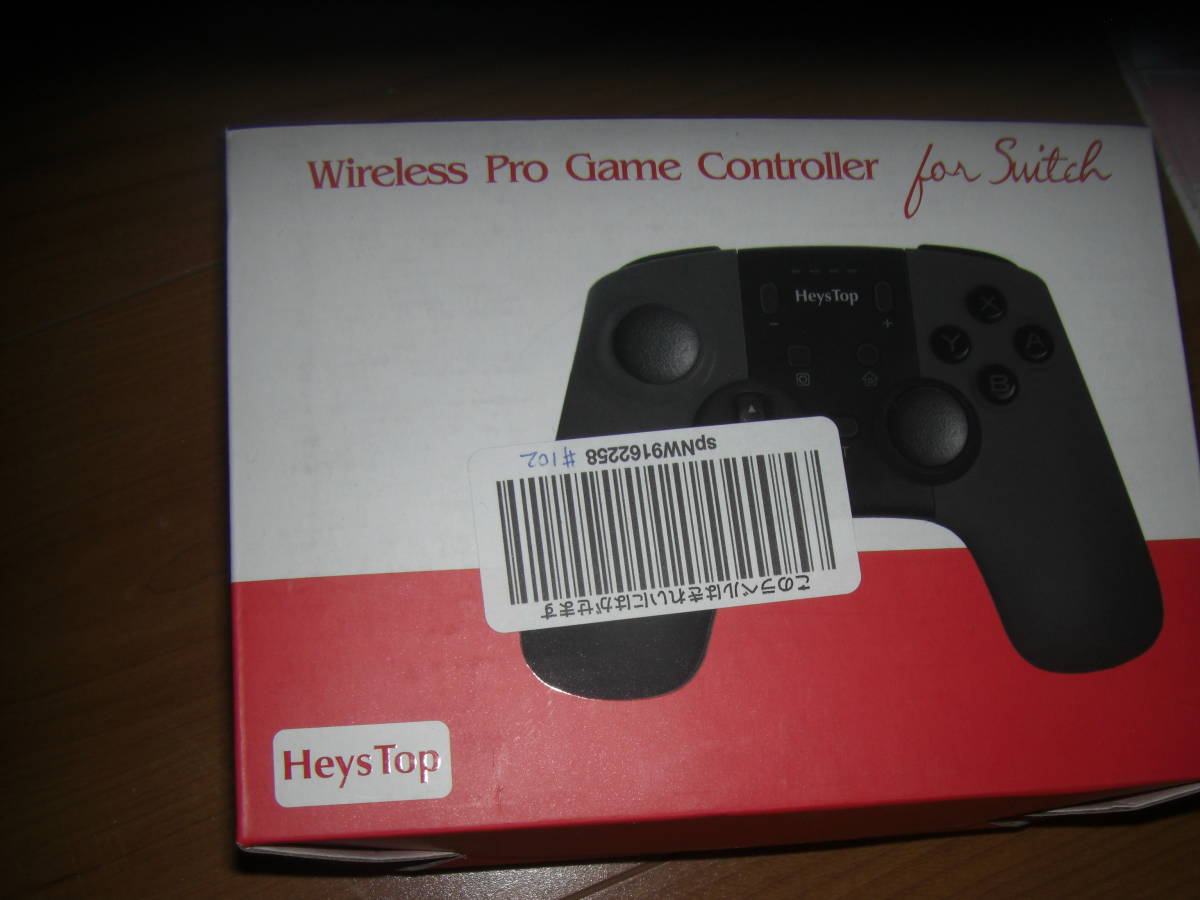 Wireless Pro Game Controller for Switch
HeysTop
- +
X
Y A
B
spNW9162258 #102
このラベルはきれいにはがせます
HeysTop